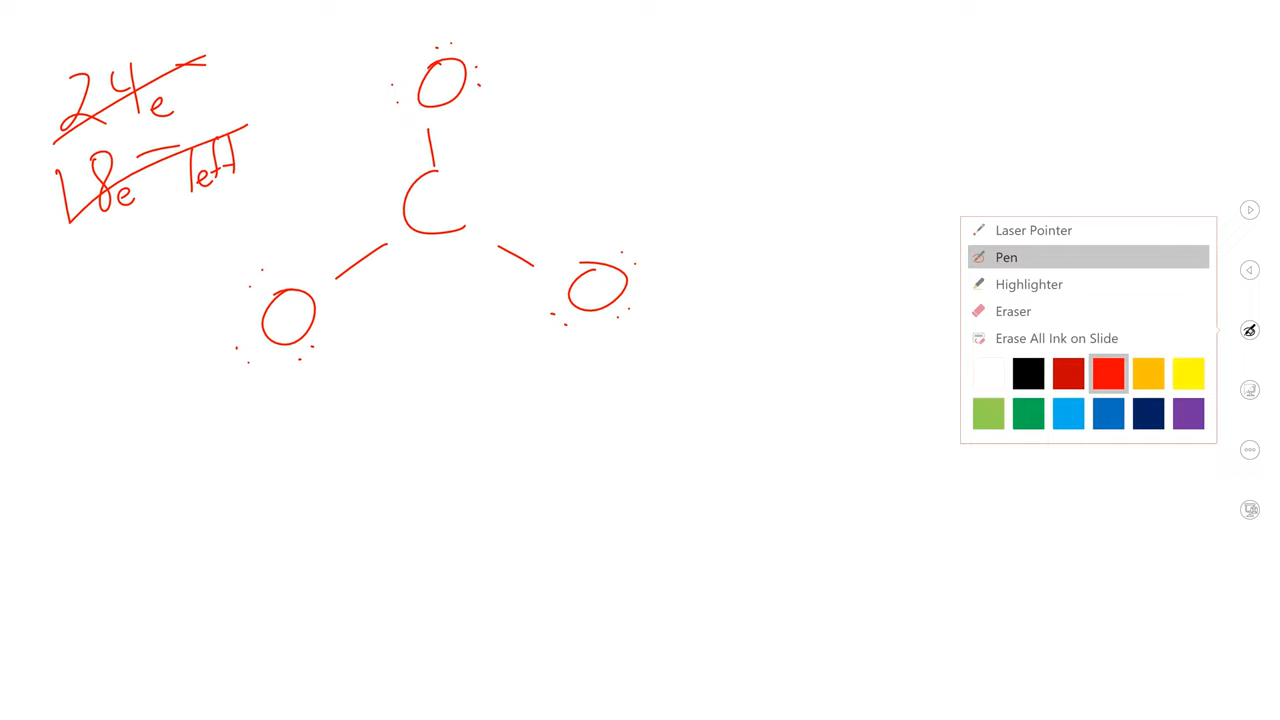 24e-
18e- left
O
C
O
O
Laser Pointer
Pen
Highlighter
Eraser
Erase All Ink on Slide